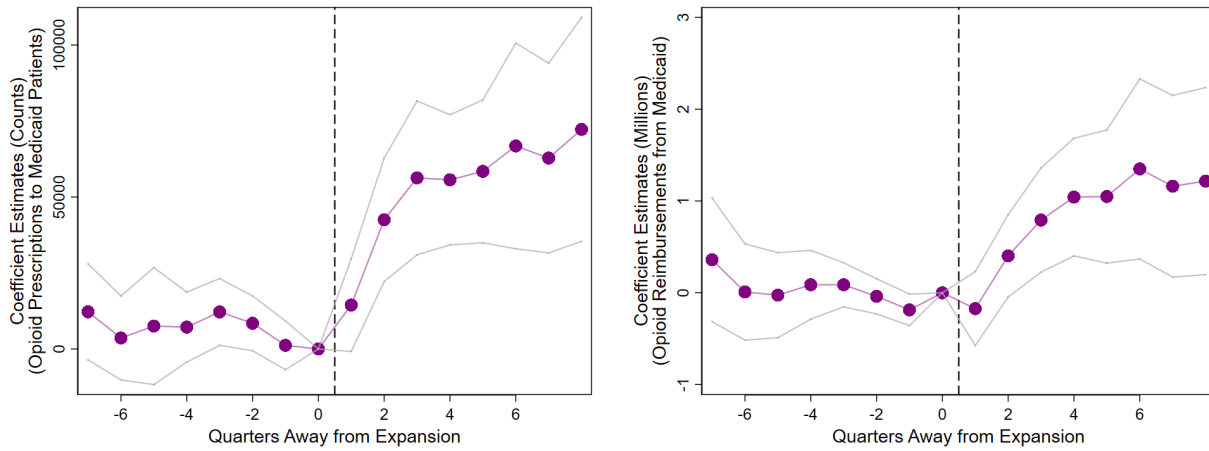 Coefficient Estimates (Counts)
(Opioid Prescriptions to Medicaid Patients)
100000
50000
0
-6 -4 -2 0 2 4 6
Quarters Away from Expansion
Coefficient Estimates (Millions)
(Opioid Reimbursements from Medicaid)
3
2
1
0
-1
-6 -4 -2 0 2 4 6
Quarters Away from Expansion